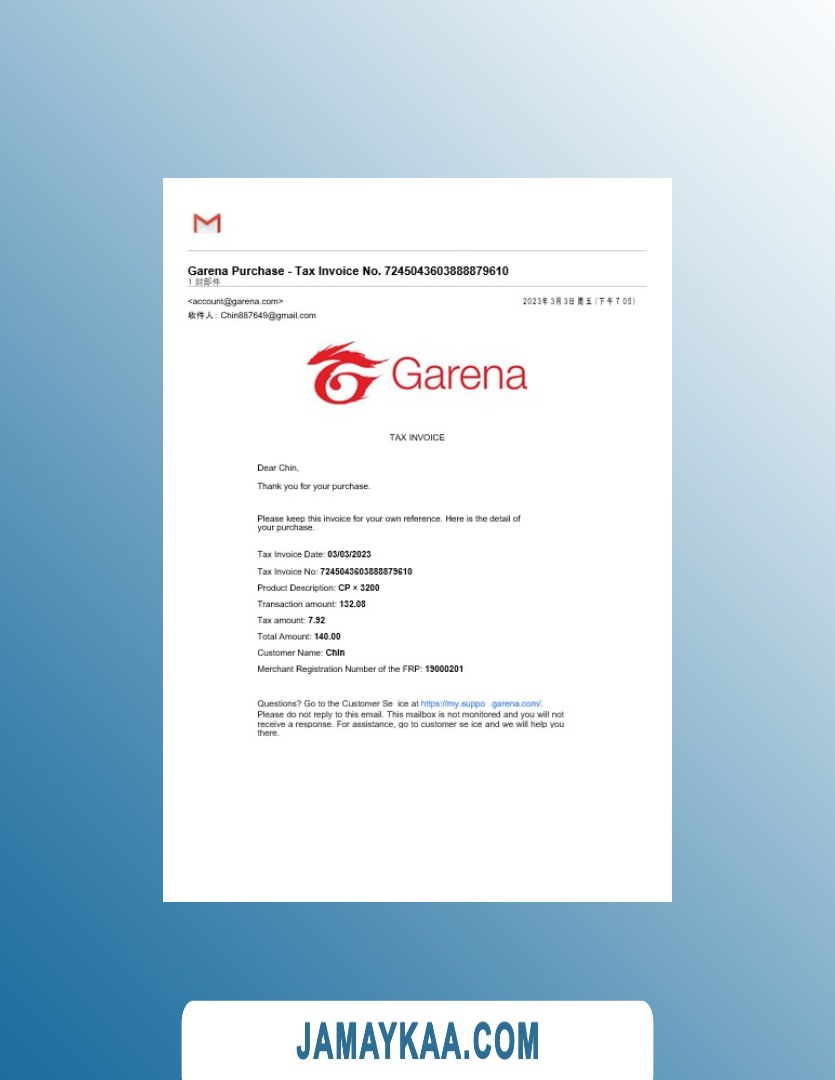 Garena Purchase - Tax Invoice No. 7245043603888879610
1 封邮件
<account@garena.com>
2023年 3月 3日 周五 (下午 7 05)
收件人: Chin887649@gmail.com
Garena
TAX INVOICE
Dear Chin,
Thank you for your purchase.
Please keep this invoice for your own reference. Here is the detail of
your purchase.
Tax Invoice Date: 03/03/2023
Tax Invoice No: 7245043603888879610
Product Description: CP × 3200
Transaction amount: 132.08
Tax amount: 7.92
Total Amount: 140.00
Customer Name: Chin
Merchant Registration Number of the FRP: 19000201
Questions? Go to the Customer Se ice at https://my.suppo .garena.com/.
Please do not reply to this email. This mailbox is not monitored and you will not
receive a response. For assistance, go to customer se ice and we will help you
there.
JAMAYKAA.COM